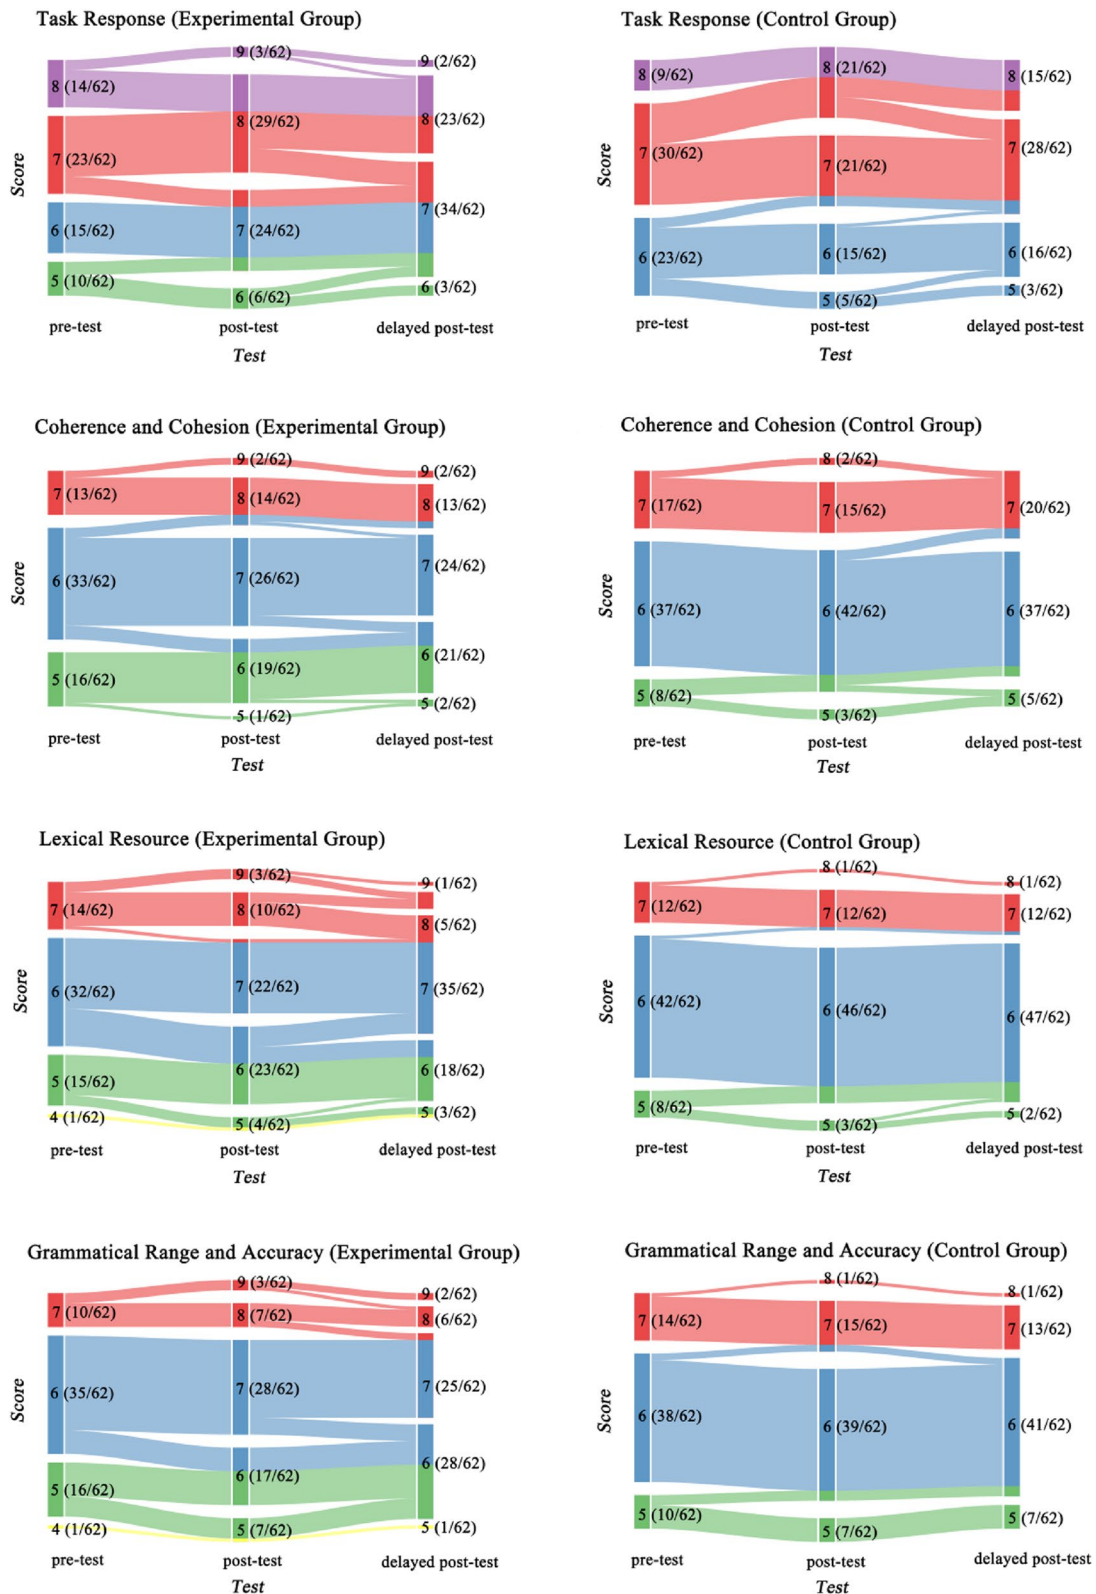 Task Response (Experimental Group)
9 (3/62)
9 (2/62)
8 (14/62)
8 (29/62)
8 (23/62)
7 (23/62)
7 (34/62)
6 (15/62)
7 (24/62)
5 (10/62)
6 (6/62)
6 (3/62)
Score
pre-test
post-test
delayed post-test
Test
Task Response (Control Group)
8 (9/62)
8 (21/62)
8 (15/62)
7 (30/62)
7 (21/62)
7 (28/62)
6 (23/62)
6 (15/62)
6 (16/62)
5 (5/62)
5 (3/62)
Score
pre-test
post-test
delayed post-test
Test
Coherence and Cohesion (Experimental Group)
9 (2/62)
9 (2/62)
7 (13/62)
8 (14/62)
8 (13/62)
6 (33/62)
7 (26/62)
7 (24/62)
5 (16/62)
6 (19/62)
6 (21/62)
5 (1/62)
5 (2/62)
Score
pre-test
post-test
delayed post-test
Test
Coherence and Cohesion (Control Group)
8 (2/62)
7 (17/62)
7 (15/62)
7 (20/62)
6 (37/62)
6 (42/62)
6 (37/62)
5 (8/62)
5 (3/62)
5 (5/62)
Score
pre-test
post-test
delayed post-test
Test
Lexical Resource (Experimental Group)
9 (3/62)
9 (1/62)
7 (14/62)
8 (10/62)
8 (5/62)
6 (32/62)
7 (22/62)
7 (35/62)
5 (15/62)
6 (23/62)
6 (18/62)
4 (1/62)
5 (4/62)
5 (3/62)
Score
pre-test
post-test
delayed post-test
Test
Lexical Resource (Control Group)
8 (1/62)
8 (1/62)
7 (12/62)
7 (12/62)
7 (12/62)
6 (42/62)
6 (46/62)
6 (47/62)
5 (8/62)
5 (3/62)
5 (2/62)
Score
pre-test
post-test
delayed post-test
Test
Grammatical Range and Accuracy (Experimental Group)
9 (3/62)
9 (2/62)
7 (10/62)
8 (7/62)
8 (6/62)
6 (35/62)
7 (28/62)
7 (25/62)
5 (16/62)
6 (17/62)
6 (28/62)
4 (1/62)
5 (7/62)
5 (1/62)
Score
pre-test
post-test
delayed post-test
Test
Grammatical Range and Accuracy (Control Group)
8 (1/62)
8 (1/62)
7 (14/62)
7 (15/62)
7 (13/62)
6 (38/62)
6 (39/62)
6 (41/62)
5 (10/62)
5 (7/62)
5 (7/62)
Score
pre-test
post-test
delayed post-test
Test